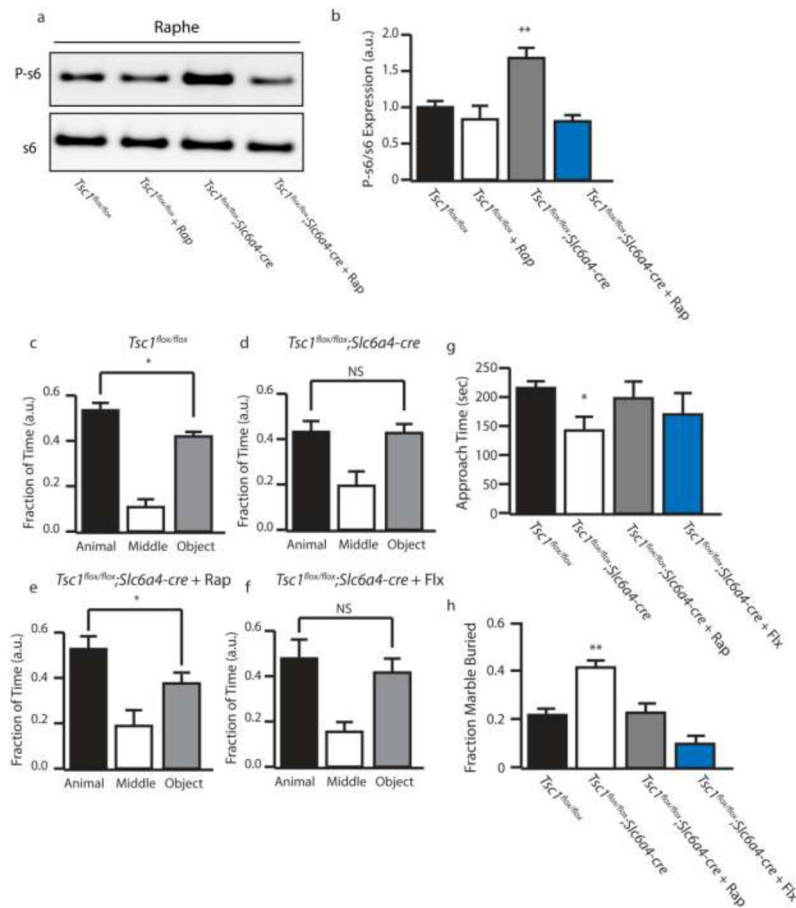 a
Raphe
P-s6
s6
Tsc1flox/flox
Tsc1flox/flox + Rap
Tsc1flox/flox;Slc6a4-cre
Tsc1flox/flox;Slc6a4-cre + Rap
b
**
P-s6/s6 Expression (a.u.)
2.0
1.5
1.0
0.5
0
Tsc1flox/flox
Tsc1flox/flox + Rap
Tsc1flox/flox;Slc6a4-cre
Tsc1flox/flox;Slc6a4-cre + Rap
c
Tsc1flox/flox
*
Fraction of Time (a.u.)
0.6
0.4
0.2
0.0
Animal Middle Object
d
Tsc1flox/flox;Slc6a4-cre
NS
Fraction of Time (a.u.)
0.6
0.4
0.2
0.0
Animal Middle Object
e
Tsc1flox/flox;Slc6a4-cre + Rap
*
Fraction of Time (a.u.)
0.6
0.4
0.2
0.0
Animal Middle Object
f
Tsc1flox/flox;Slc6a4-cre + Flx
NS
Fraction of Time (a.u.)
0.6
0.4
0.2
0.0
Animal Middle Object
g
Approach Time (sec)
250
200
150
100
50
0
*
Tsc1flox/flox
Tsc1flox/flox;Slc6a4-cre
Tsc1flox/flox;Slc6a4-cre + Rap
Tsc1flox/flox;Slc6a4-cre + Flx
h
Fraction Marble Buried
0.6
0.4
0.2
0
**
Tsc1flox/flox
Tsc1flox/flox;Slc6a4-cre
Tsc1flox/flox;Slc6a4-cre + Rap
Tsc1flox/flox;Slc6a4-cre + Flx